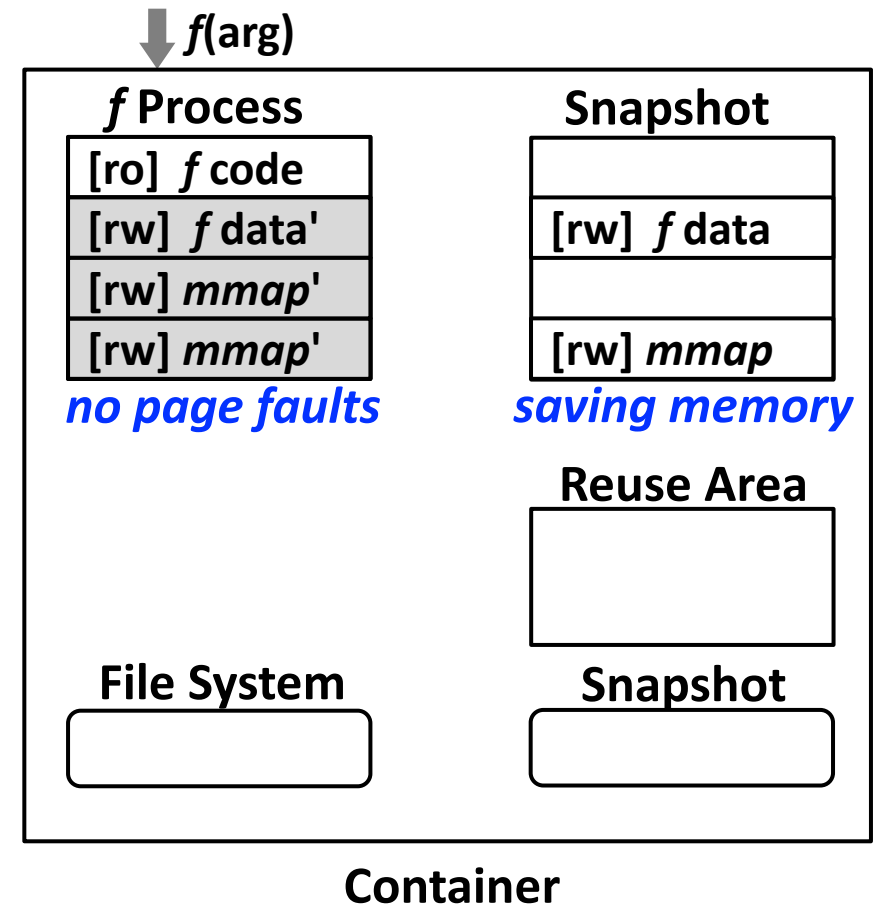 f(arg)
f Process
[ro] f code
[rw] f data'
[rw] mmap'
[rw] mmap'
no page faults
Snapshot
[rw] f data
[rw] mmap
saving memory
Reuse Area
File System
Snapshot
Container